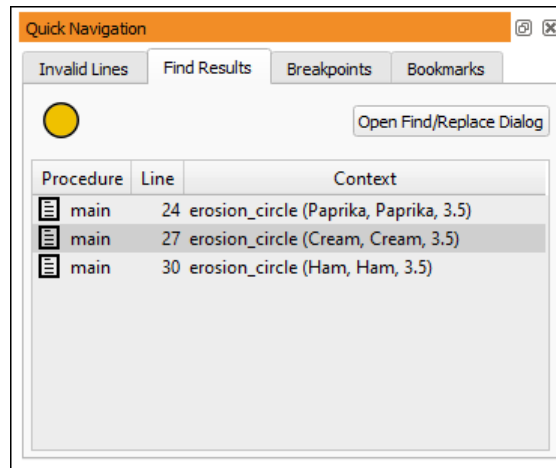 Quick Navigation
Invalid Lines Find Results Breakpoints Bookmarks
Open Find/Replace Dialog
Procedure Line Context
main 24 erosion_circle (Paprika, Paprika, 3.5)
main 27 erosion_circle (Cream, Cream, 3.5)
main 30 erosion_circle (Ham, Ham, 3.5)